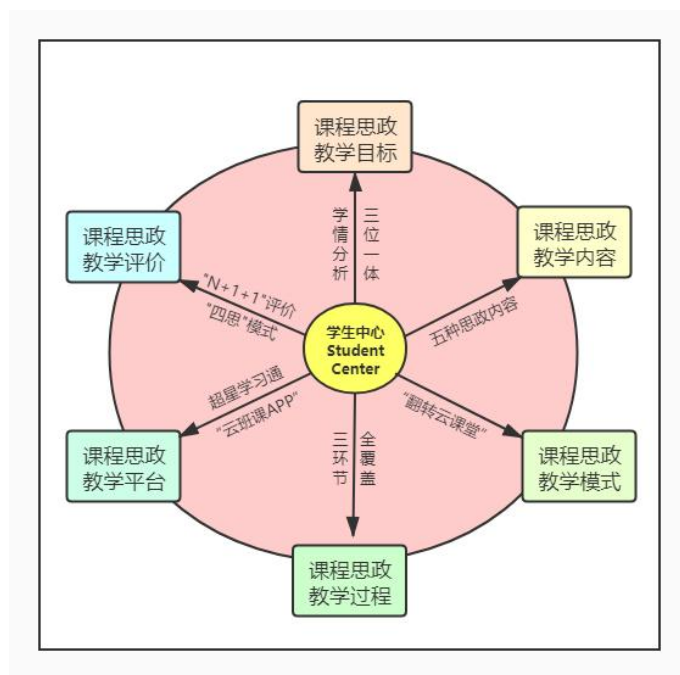 课程思政
教学目标
课程思政
教学评价
课程思政
教学内容
学情分析
三位一体
"N+1+1"评价
"四思"模式
五种思政内容
学生中心
Student
Center
超星学习通
"云班课APP"
"翻转云课堂"
三环节
全覆盖
课程思政
教学平台
课程思政
教学模式
课程思政
教学过程